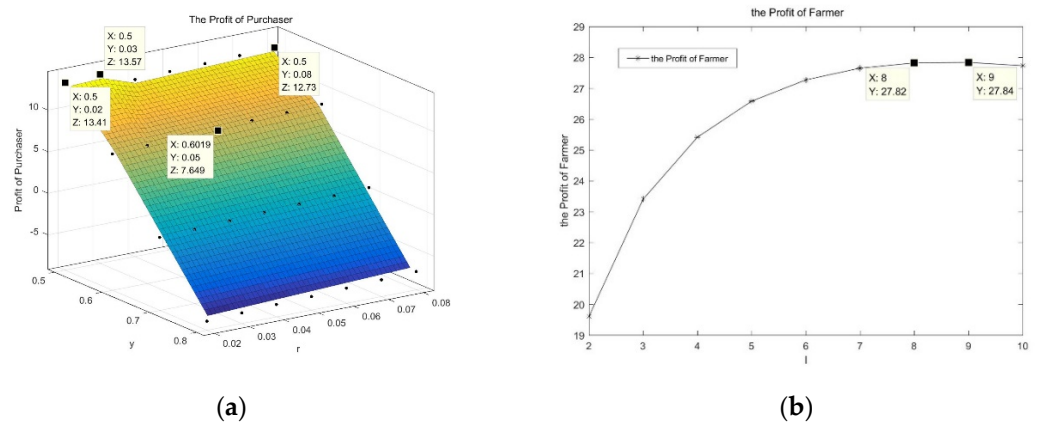 The Profit of Purchaser
X: 0.5
Y: 0.03
Z: 13.57
X: 0.5
Y: 0.02
Z: 13.41
X: 0.5
Y: 0.08
Z: 12.73
X: 0.6019
Y: 0.05
Z: 7.649
Profit of Purchaser
10
5
0
-5
0.5
0.6
0.7
0.8
y
0.02
0.03
0.04
0.05
0.06
0.07
0.08
r
(a)
the Profit of Farmer
the Profit of Farmer
X: 8
Y: 27.82
X: 9
Y: 27.84
the Profit of Farmer
29
28
27
26
25
24
23
22
21
20
19
2 3 4 5 6 7 8 9 10
l
(b)